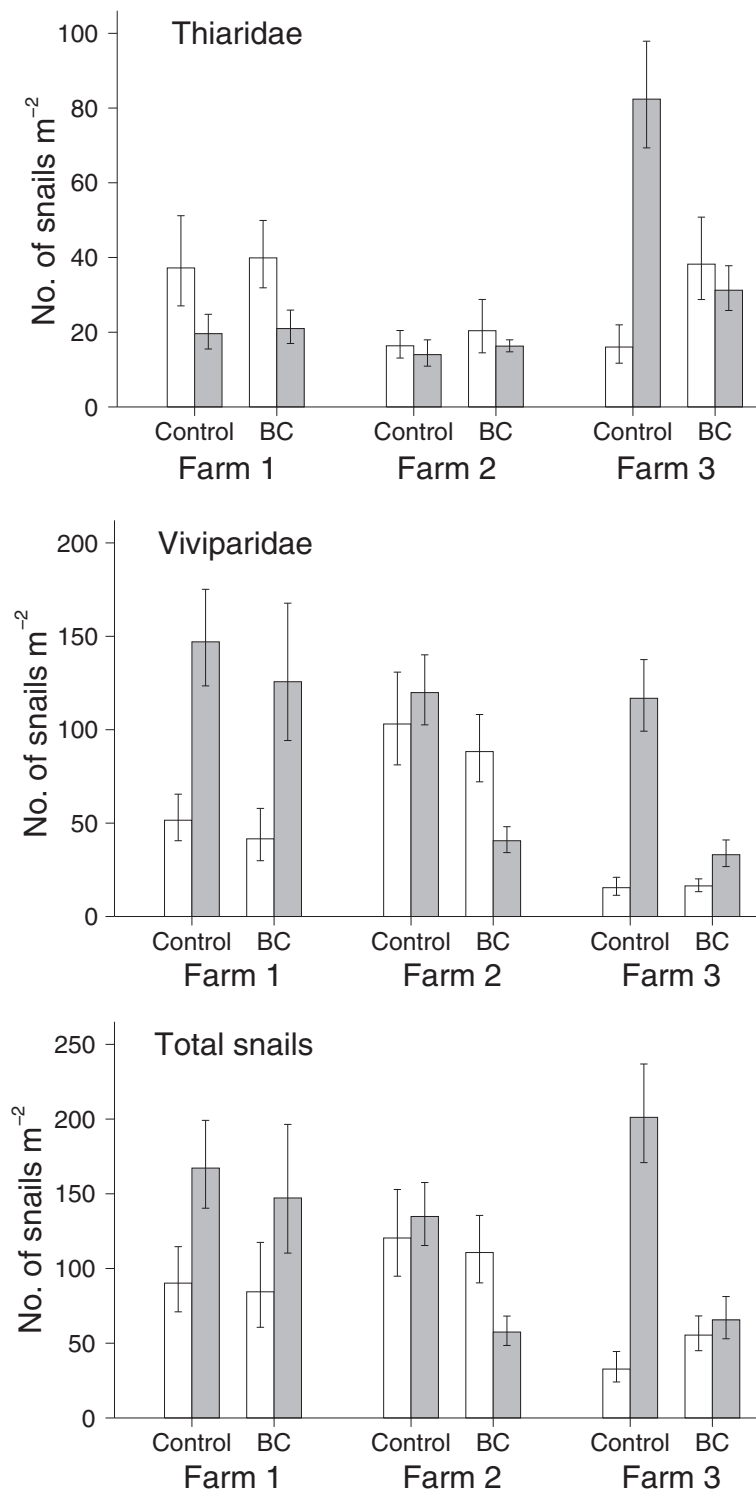 Thiaridae
No. of snails m⁻²
100
80
60
40
20
0
Control BC Control BC Control BC
Farm 1 Farm 2 Farm 3
Viviparidae
No. of snails m⁻²
200
150
100
50
0
Control BC Control BC Control BC
Farm 1 Farm 2 Farm 3
Total snails
No. of snails m⁻²
250
200
150
100
50
0
Control BC Control BC Control BC
Farm 1 Farm 2 Farm 3